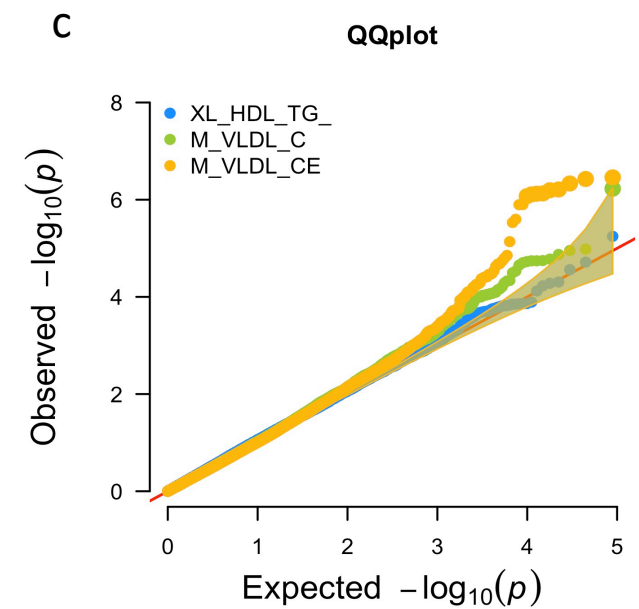 C
QQplot
XL_HDL_TG_
M_VLDL_C
M_VLDL_CE
8
6
4
2
0
Observed −log10(p)
0 1 2 3 4 5
Expected −log10(p)